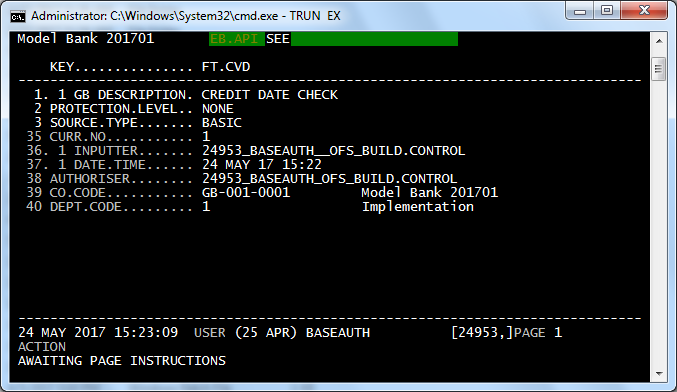 Administrator: C:\Windows\System32\cmd.exe - TRUN EX
Model Bank 201701 EB.API SEE
KEY............... FT.CVD
1. 1 GB DESCRIPTION. CREDIT DATE CHECK
2 PROTECTION.LEVEL.. NONE
3 SOURCE.TYPE....... BASIC
35 CURR.NO........... 1
36. 1 INPUTTER....... 24953_BASEAUTH__OFS_BUILD.CONTROL
37. 1 DATE.TIME...... 24 MAY 17 15:22
38 AUTHORISER........ 24953_BASEAUTH_OFS_BUILD.CONTROL
39 CO.CODE........... GB-001-0001 Model Bank 201701
40 DEPT.CODE......... 1 Implementation
24 MAY 2017 15:23:09 USER (25 APR) BASEAUTH [24953,]PAGE 1
ACTION
AWAITING PAGE INSTRUCTIONS